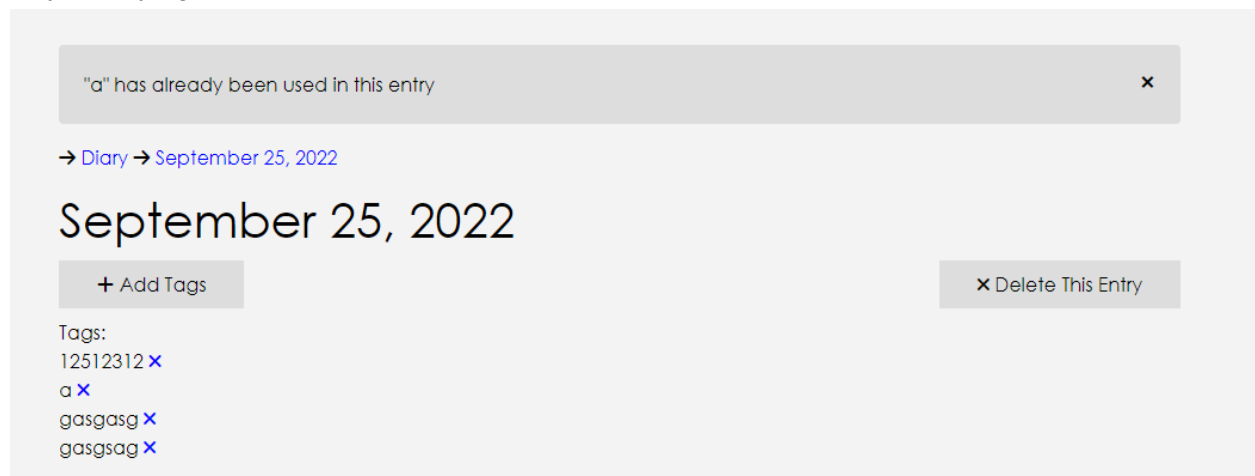 "a" has already been used in this entry ×
→ Diary → September 25, 2022
September 25, 2022
+ Add Tags × Delete This Entry
Tags:
12512312 ×
a ×
gasgasg ×
gasgsag ×